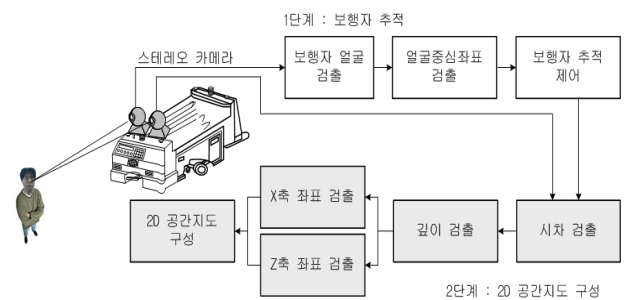 1단계 : 보행자 추적
스테레오 카메라
보행자 얼굴
검출
얼굴중심좌표
검출
보행자 추적
제어
X축 좌표 검출
2D 공간지도
구성
깊이 검출
시차 검출
Z축 좌표 검출
2단계 : 2D 공간지도 구성